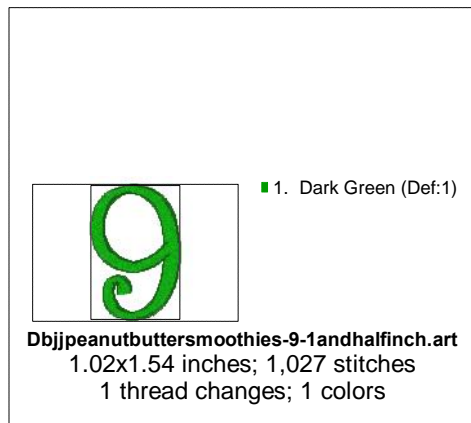 1. Dark Green (Def:1)
9
Dbjjpeanutbuttersmoothies-9-1andhalfinch.art
1.02x1.54 inches; 1,027 stitches
1 thread changes; 1 colors